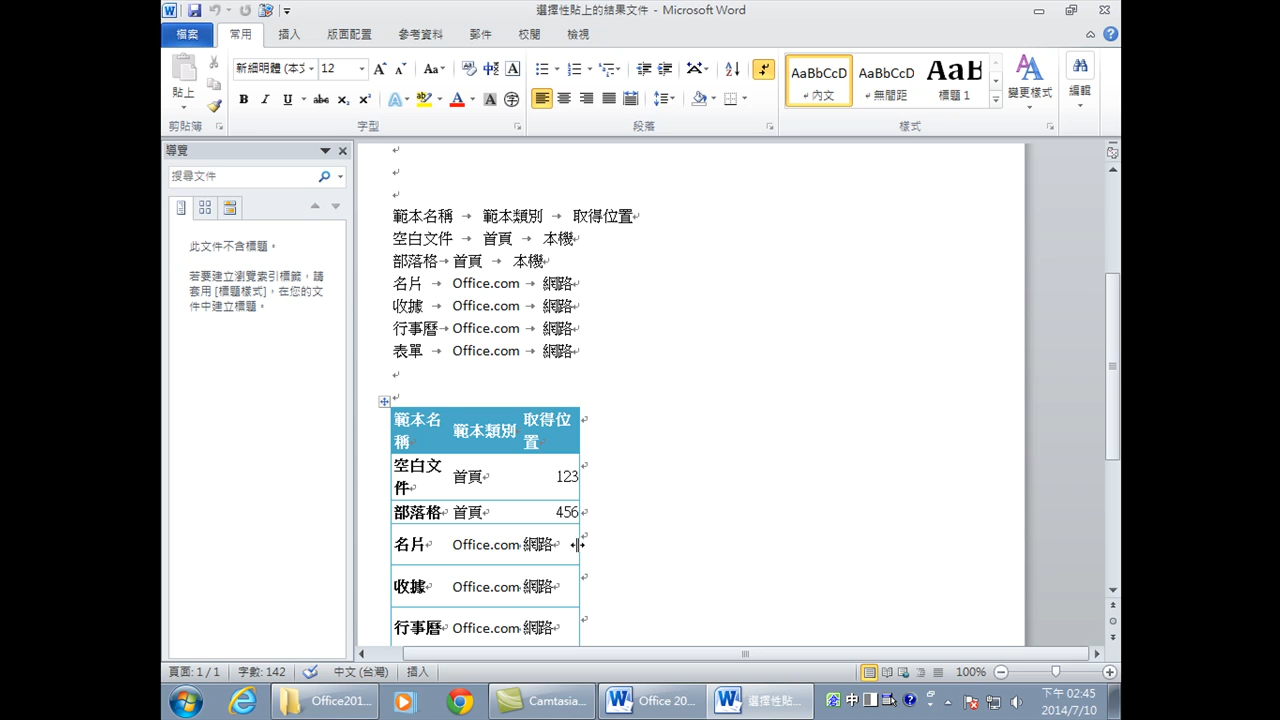 選擇性貼上的結果文件 - Microsoft Word
檔案 常用 插入 版面配置 參考資料 郵件 校閱 檢視
貼上
新細明體 (本文 12
AaBbCcD AaBbCcD AaB
內文 無間距 標題 1
變更樣式 編輯
剪貼簿 字型 段落 樣式
導覽
搜尋文件
此文件不含標題。
若要建立瀏覽索引標籤，請
套用 [標題樣式]，在您的文
件中建立標題。
範本名稱 → 範本類別 → 取得位置
空白文件 → 首頁 → 本機
部落格 → 首頁 → 本機
名片 → Office.com → 網路
收據 → Office.com → 網路
行事曆 → Office.com → 網路
表單 → Office.com → 網路
範本名稱 範本類別 取得位置
空白文件 首頁 123
部落格 首頁 456
名片 Office.com 網路
收據 Office.com 網路
行事曆 Office.com 網路
頁面: 1 / 1 字數: 142 中文 (台灣) 插入 100%
Office201... Camtasia... Office 20... 選擇性貼... 中
下午 02:45
2014/7/10